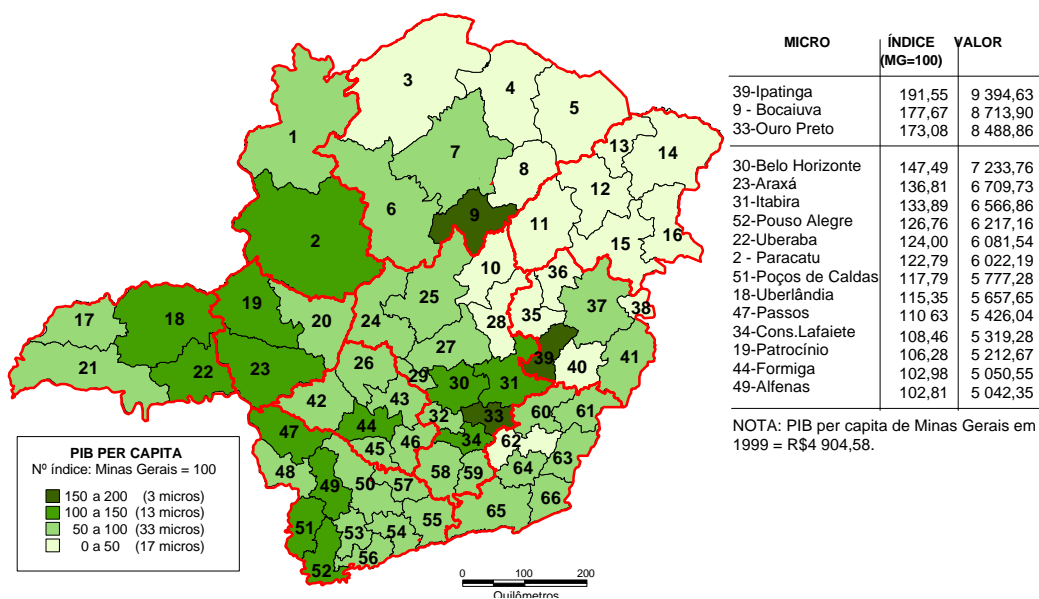 MICRO ÍNDICE VALOR
(MG=100)
39-Ipatinga 191,55 9 394,63
9 - Bocaiuva 177,67 8 713,90
33-Ouro Preto 173,08 8 488,86
30-Belo Horizonte 147,49 7 233,76
23-Araxá 136,81 6 709,73
31-Itabira 133,89 6 566,86
52-Pouso Alegre 126,76 6 217,16
22-Uberaba 124,00 6 081,54
2 - Paracatu 122,79 6 022,19
51-Poços de Caldas 117,79 5 777,28
18-Uberlândia 115,35 5 657,65
47-Passos 110 63 5 426,04
34-Cons.Lafaiete 108,46 5 319,28
19-Patrocínio 106,28 5 212,67
44-Formiga 102,98 5 050,55
49-Alfenas 102,81 5 042,35
NOTA: PIB per capita de Minas Gerais em
1999 = R$4 904,58.
3
4
5
1
7
13
14
8
12
6
9
11
16
2
15
10
36
25
37
19
17
18
20
24
35
38
28
27
21
22
23
26
39
40
41
29
30
31
42
43
32
33
60
61
47
44
34
62
45
46
63
48
58
59
64
49
50
57
66
51
53
54
55
65
56
52
PIB PER CAPITA
Nº índice: Minas Gerais = 100
150 a 200 (3 micros)
100 a 150 (13 micros)
50 a 100 (33 micros)
0 a 50 (17 micros)
0 100 200
Quilômetros